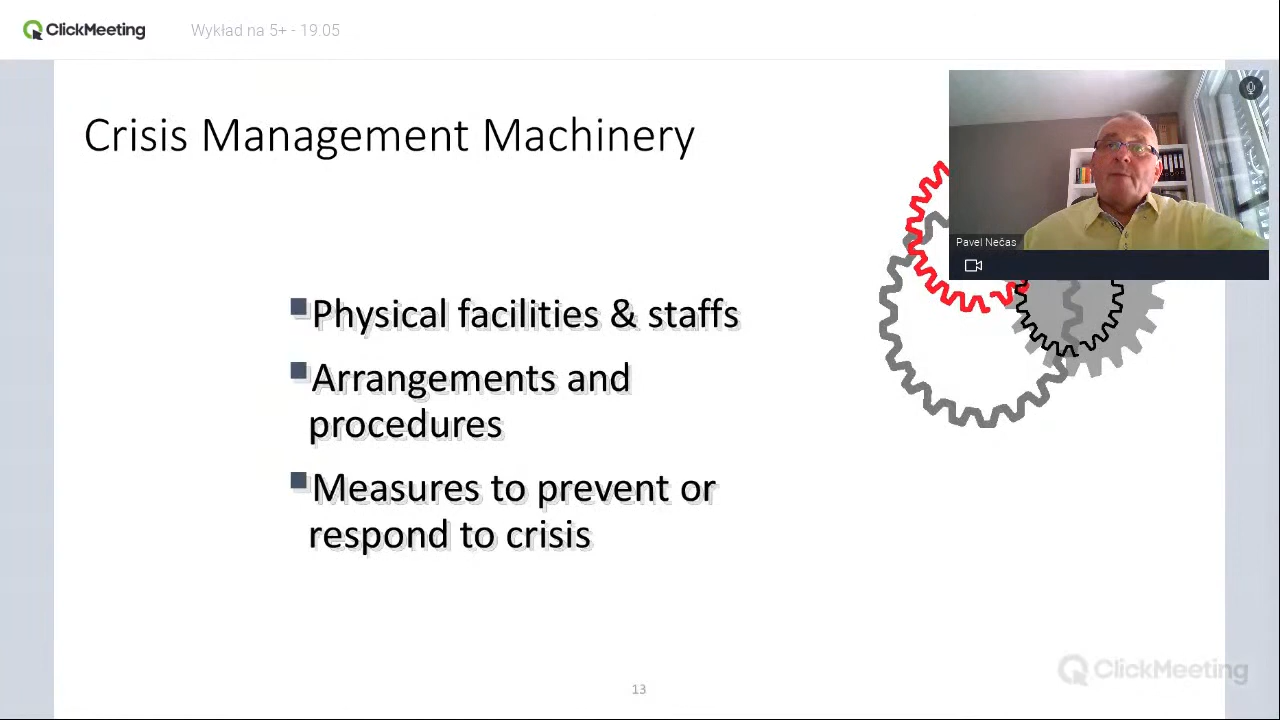 ClickMeeting
Wykład na 5+ - 19.05
Crisis Management Machinery
Pavel Nečas
Physical facilities & staffs
Arrangements and
procedures
Measures to prevent or
respond to crisis
ClickMeeting
13